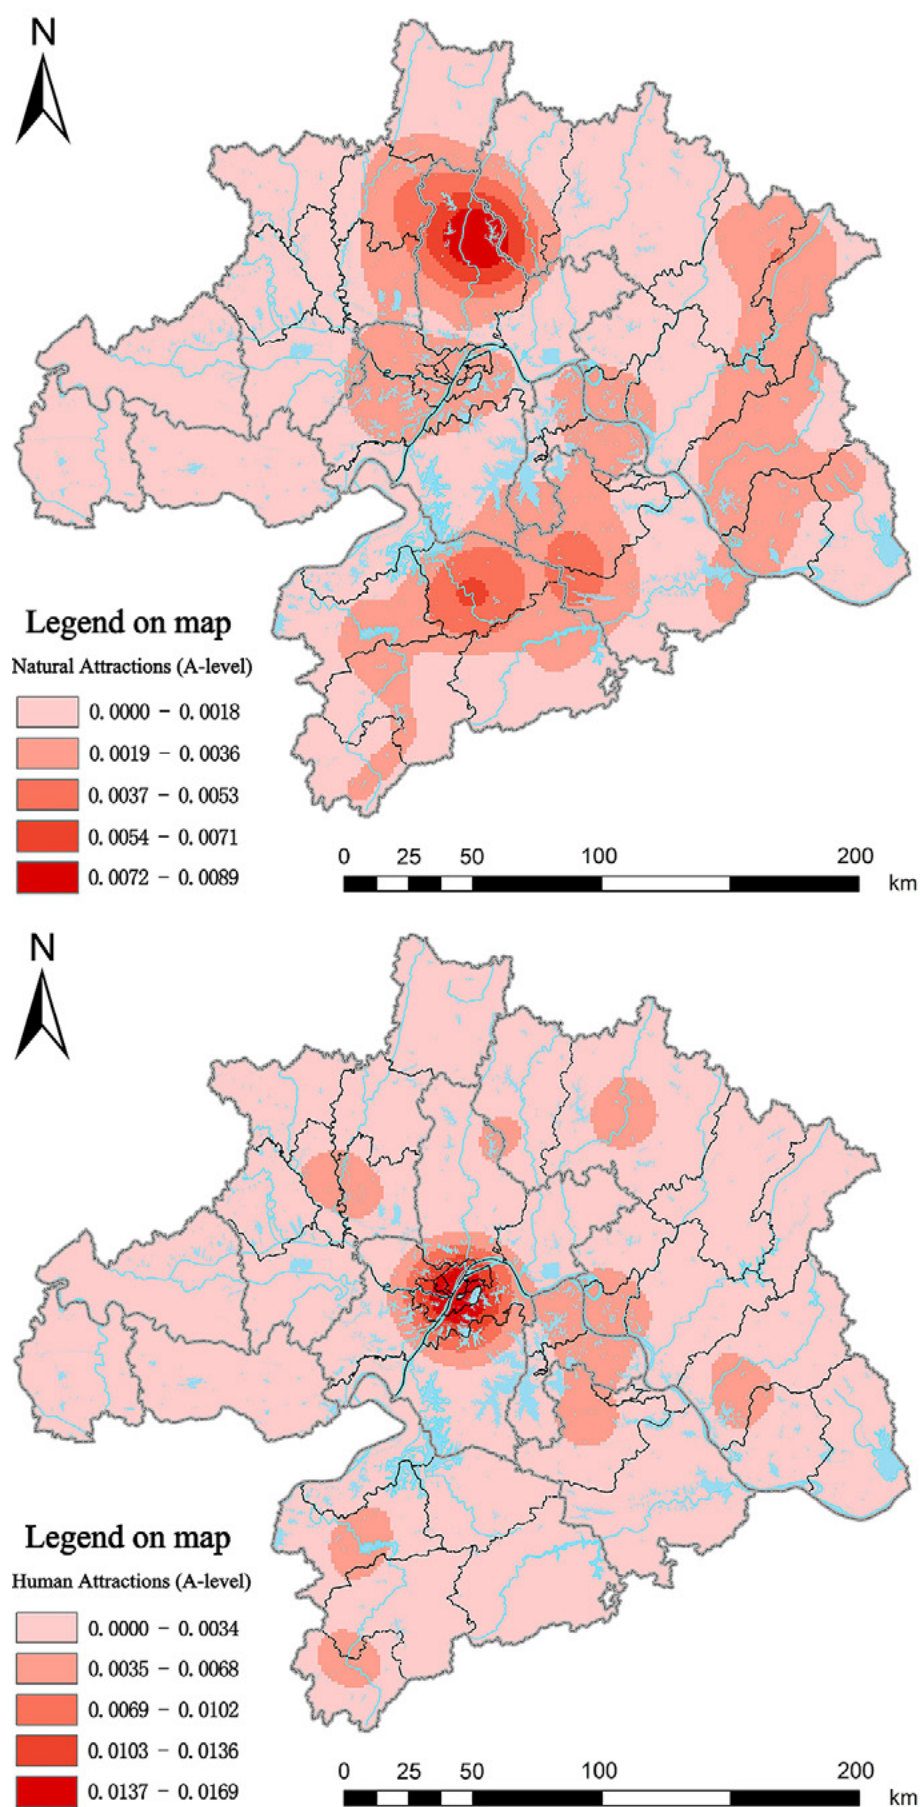 N
Legend on map
Natural Attractions (A-level)
0.0000 - 0.0018
0.0019 - 0.0036
0.0037 - 0.0053
0.0054 - 0.0071
0.0072 - 0.0089
0 25 50 100 200
km
N
Legend on map
Human Attractions (A-level)
0.0000 - 0.0034
0.0035 - 0.0068
0.0069 - 0.0102
0.0103 - 0.0136
0.0137 - 0.0169
0 25 50 100 200
km